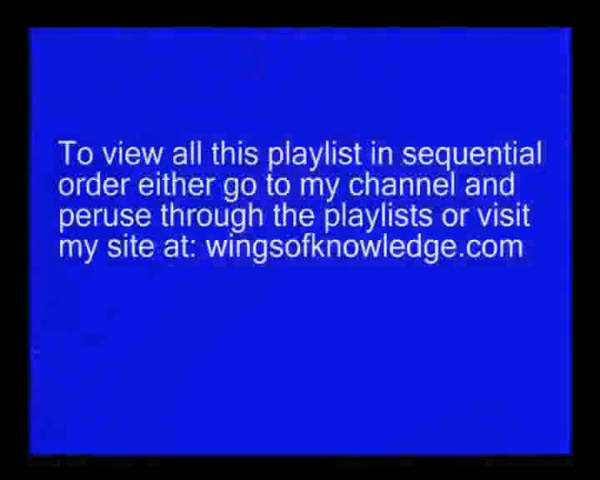 To view all this playlist in sequential
order either go to my channel and
peruse through the playlists or visit
my site at: wingsofknowledge.com